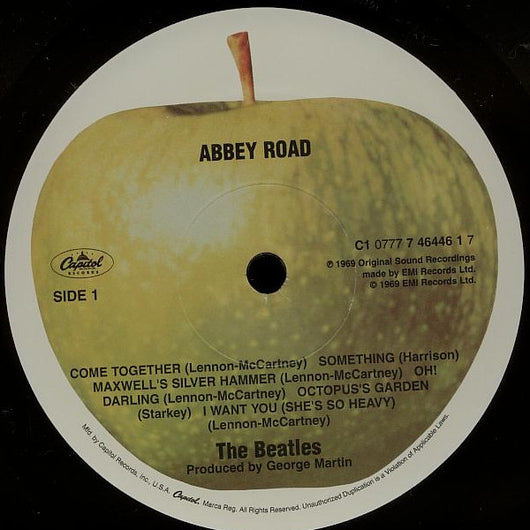 ABBEY ROAD
Capitol
RECORDS
SIDE 1
C1 0777 7 46446 1 7
℗ 1969 Original Sound Recordings
made by EMI Records Ltd.
© 1969 EMI Records Ltd.
COME TOGETHER (Lennon-McCartney) SOMETHING (Harrison)
MAXWELL'S SILVER HAMMER (Lennon-McCartney) OH!
DARLING (Lennon-McCartney) OCTOPUS'S GARDEN
(Starkey) I WANT YOU (SHE'S SO HEAVY)
(Lennon-McCartney)
The Beatles
Produced by George Martin
Mfd. by Capitol Records, Inc., U.S.A. Capitol. Marca Reg. All Rights Reserved. Unauthorized Duplication is a Violation of Applicable Laws.